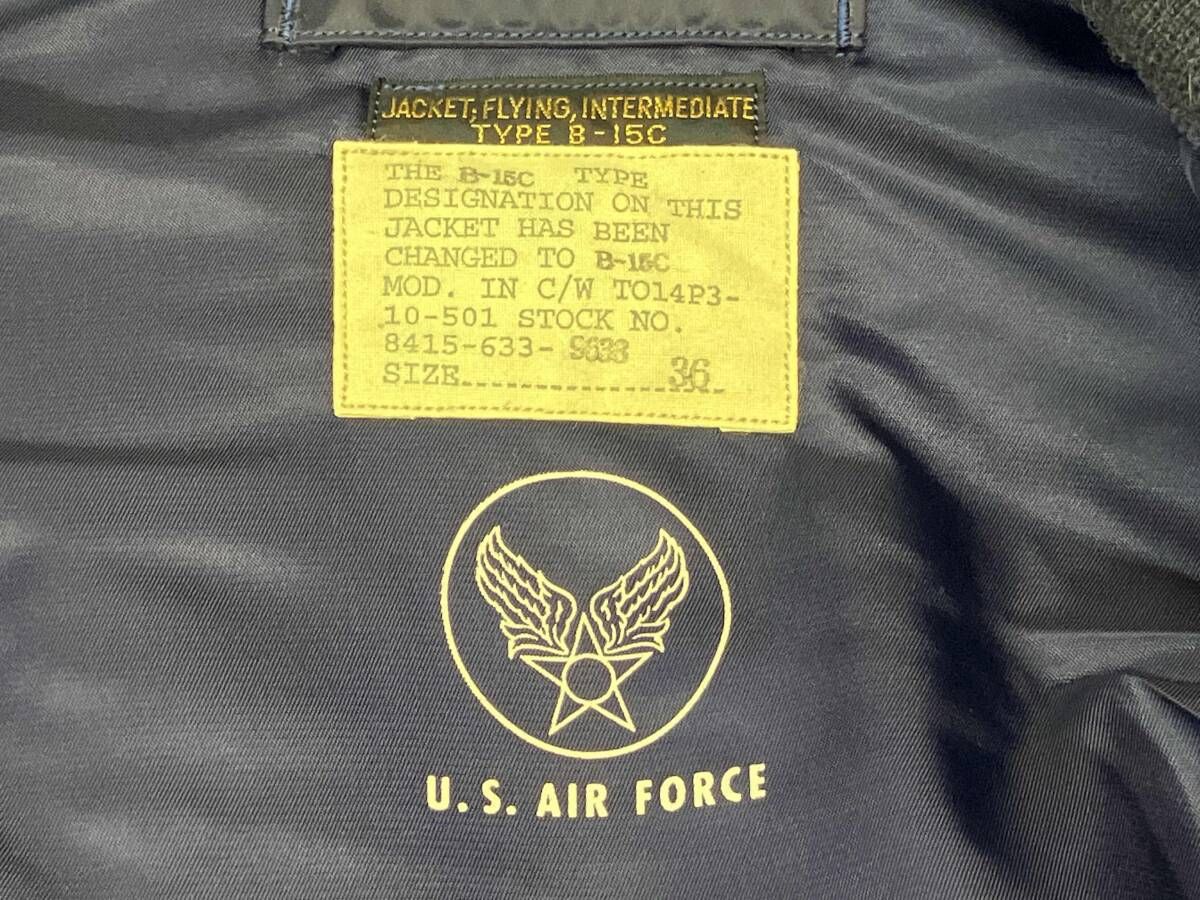 JACKET, FLYING, INTERMEDIATE
TYPE B-15C
THE B-15C TYPE
DESIGNATION ON THIS
JACKET HAS BEEN
CHANGED TO B-15C
MOD. IN C/W TO14P3-
10-501 STOCK NO.
8415-633-S633
SIZE 36
U.S. AIR FORCE